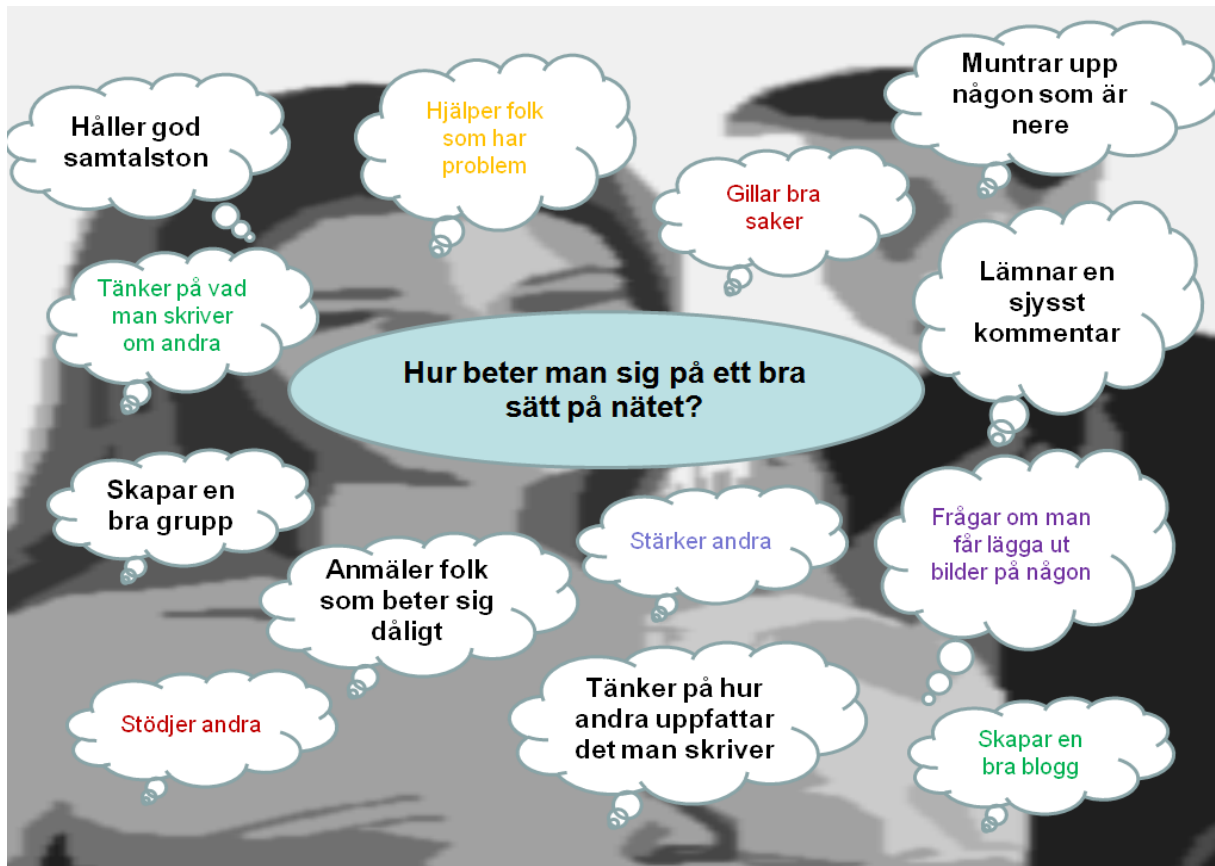 Håller god
samtalston
Hjälper folk
som har
problem
Muntrar upp
någon som är
nere
Gillar bra
saker
Tänker på vad
man skriver
om andra
Lämnar en
sjysst
kommentar
Hur beter man sig på ett bra
sätt på nätet?
Skapar en
bra grupp
Stärker andra
Frågar om man
får lägga ut
bilder på någon
Anmäler folk
som beter sig
dåligt
Stödjer andra
Tänker på hur
andra uppfattar
det man skriver
Skapar en
bra blogg